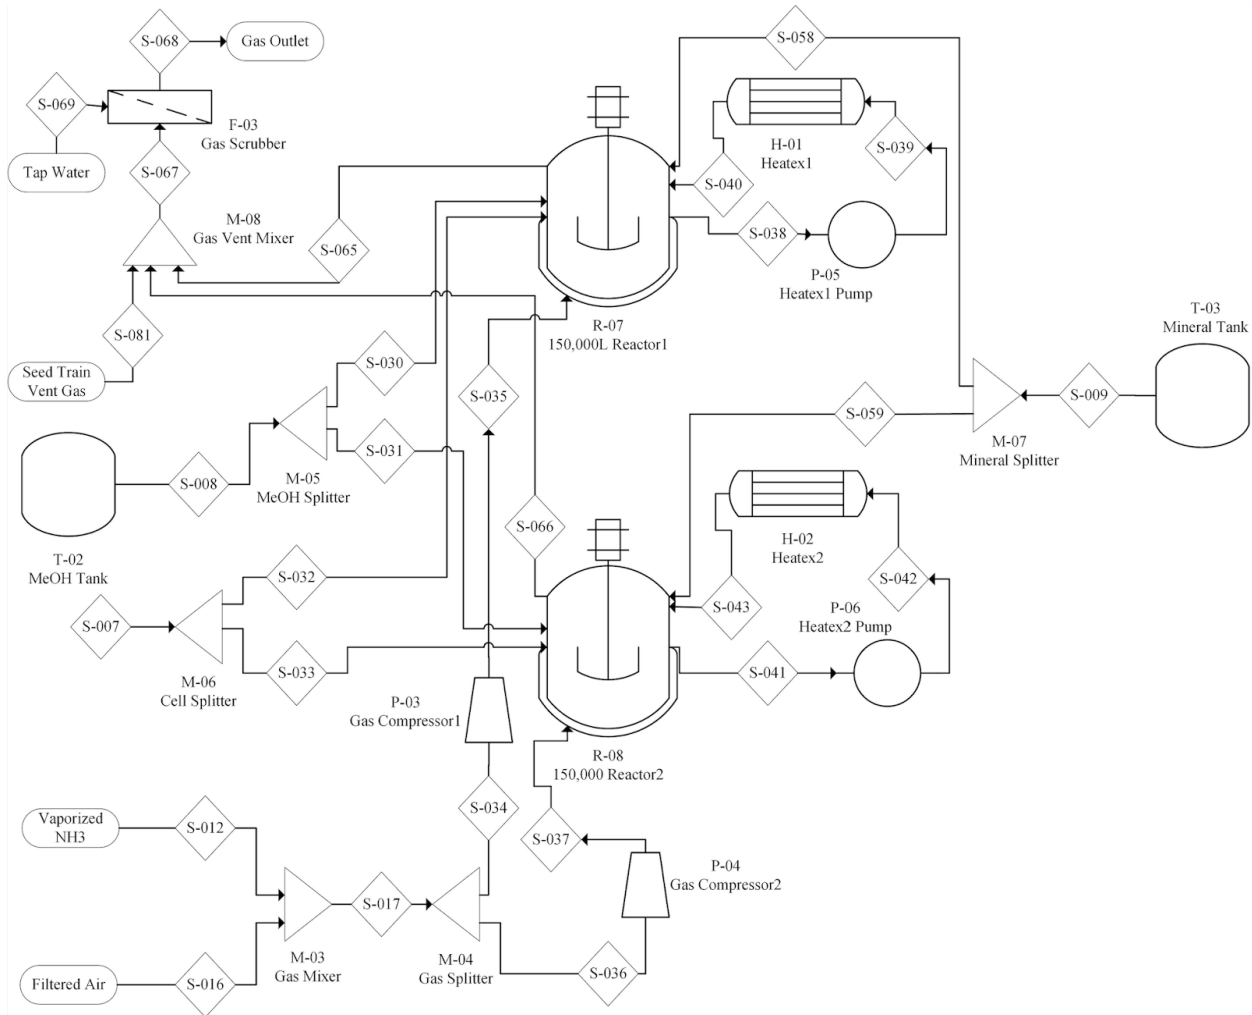 S-068
Gas Outlet
S-058
S-069
F-03
Gas Scrubber
H-01
Heatex1
S-039
Tap Water
S-067
S-040
M-08
Gas Vent Mixer
S-065
S-038
P-05
Heatex1 Pump
S-081
R-07
150,000L Reactor1
T-03
Mineral Tank
Seed Train
Vent Gas
S-030
S-035
S-009
S-059
S-031
M-07
Mineral Splitter
S-008
M-05
MeOH Splitter
S-066
H-02
Heatex2
T-02
MeOH Tank
S-032
S-042
S-007
S-043
P-06
Heatex2 Pump
S-033
S-041
M-06
Cell Splitter
P-03
Gas Compressor1
R-08
150,000 Reactor2
S-034
Vaporized
NH3
S-012
S-037
P-04
Gas Compressor2
S-017
M-03
Gas Mixer
M-04
Gas Splitter
S-036
Filtered Air
S-016